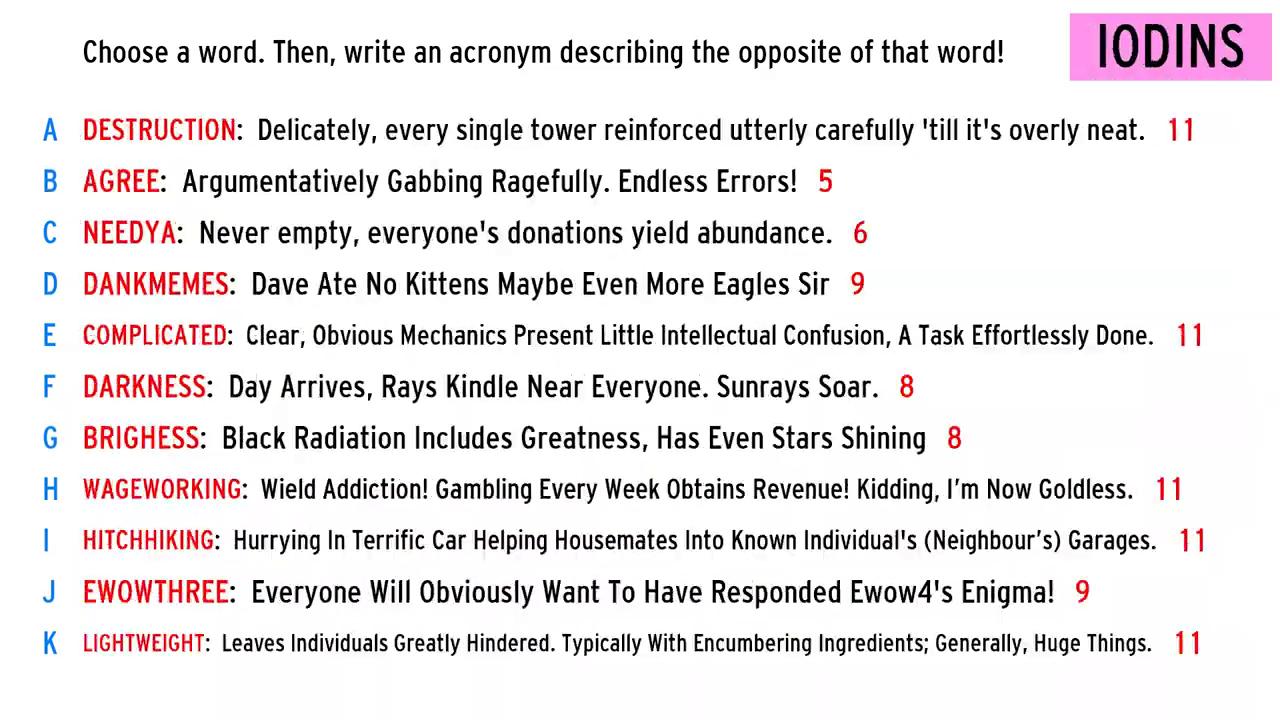 Choose a word. Then, write an acronym describing the opposite of that word!
IODINS
A DESTRUCTION: Delicately, every single tower reinforced utterly carefully 'till it's overly neat. 11
B AGREE: Argumentatively Gabbing Ragefully. Endless Errors! 5
C NEEDYA: Never empty, everyone's donations yield abundance. 6
D DANKMEMES: Dave Ate No Kittens Maybe Even More Eagles Sir 9
E COMPLICATED: Clear, Obvious Mechanics Present Little Intellectual Confusion, A Task Effortlessly Done. 11
F DARKNESS: Day Arrives, Rays Kindle Near Everyone. Sunrays Soar. 8
G BRIGHESS: Black Radiation Includes Greatness, Has Even Stars Shining 8
H WAGEWORKING: Wield Addiction! Gambling Every Week Obtains Revenue! Kidding, I’m Now Goldless. 11
I HITCHHIKING: Hurrying In Terrific Car Helping Housemates Into Known Individual's (Neighbour’s) Garages. 11
J EWOWTHREE: Everyone Will Obviously Want To Have Responded Ewow4's Enigma! 9
K LIGHTWEIGHT: Leaves Individuals Greatly Hindered. Typically With Encumbering Ingredients; Generally, Huge Things. 11